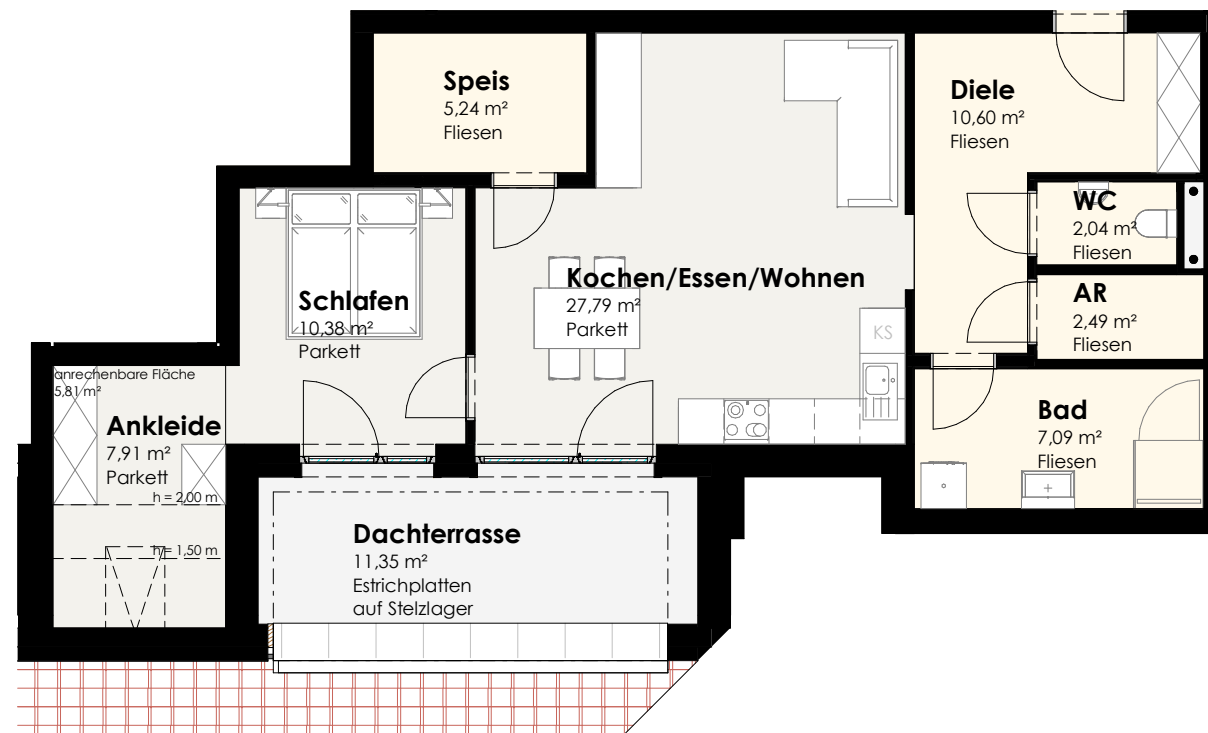 Speis
5,24 m²
Fliesen
Diele
10,60 m²
Fliesen
WC
2,04 m²
Fliesen
Kochen/Essen/Wohnen
27,79 m²
Parkett
Schlafen
10,38 m²
Parkett
AR
2,49 m²
Fliesen
KS
anrechenbare Fläche
5,81 m²
Ankleide
7,91 m²
Parkett
h = 2,00 m
h = 1,50 m
Bad
7,09 m²
Fliesen
Dachterrasse
11,35 m²
Estrichplatten
auf Stelzlager